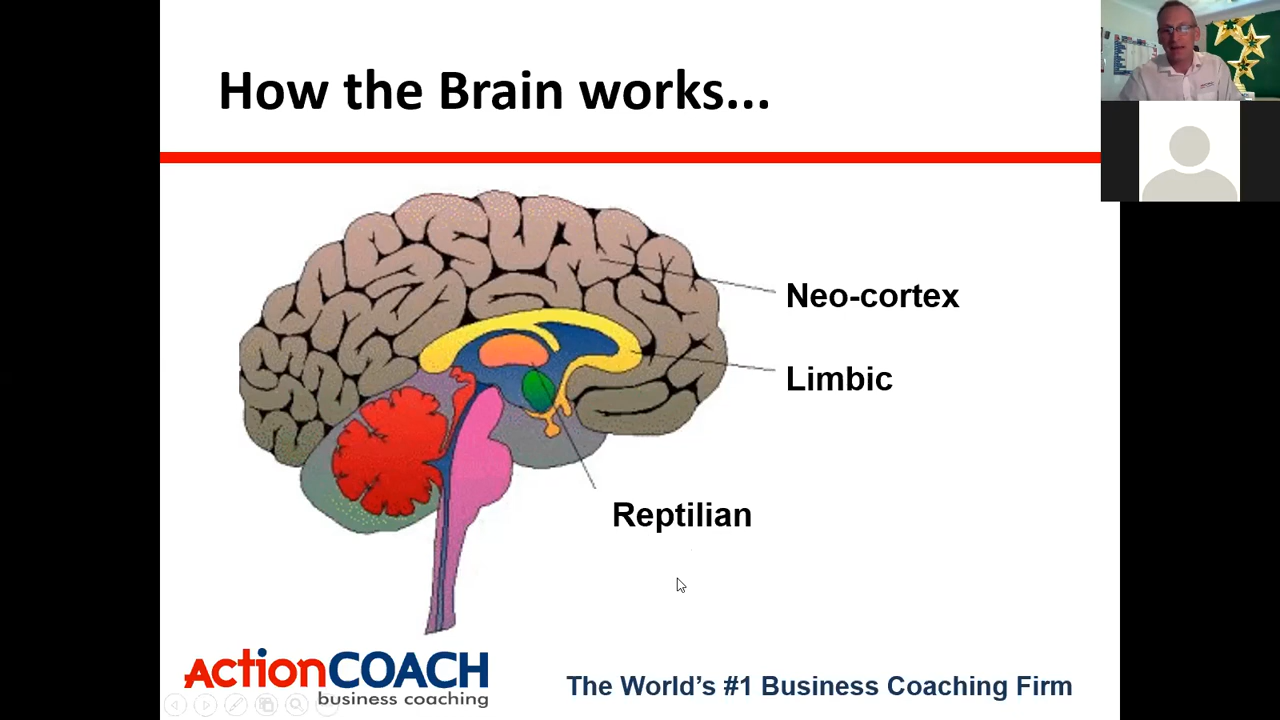 How the Brain works...
Neo-cortex
Limbic
Reptilian
ActionCOACH
business coaching
The World's #1 Business Coaching Firm